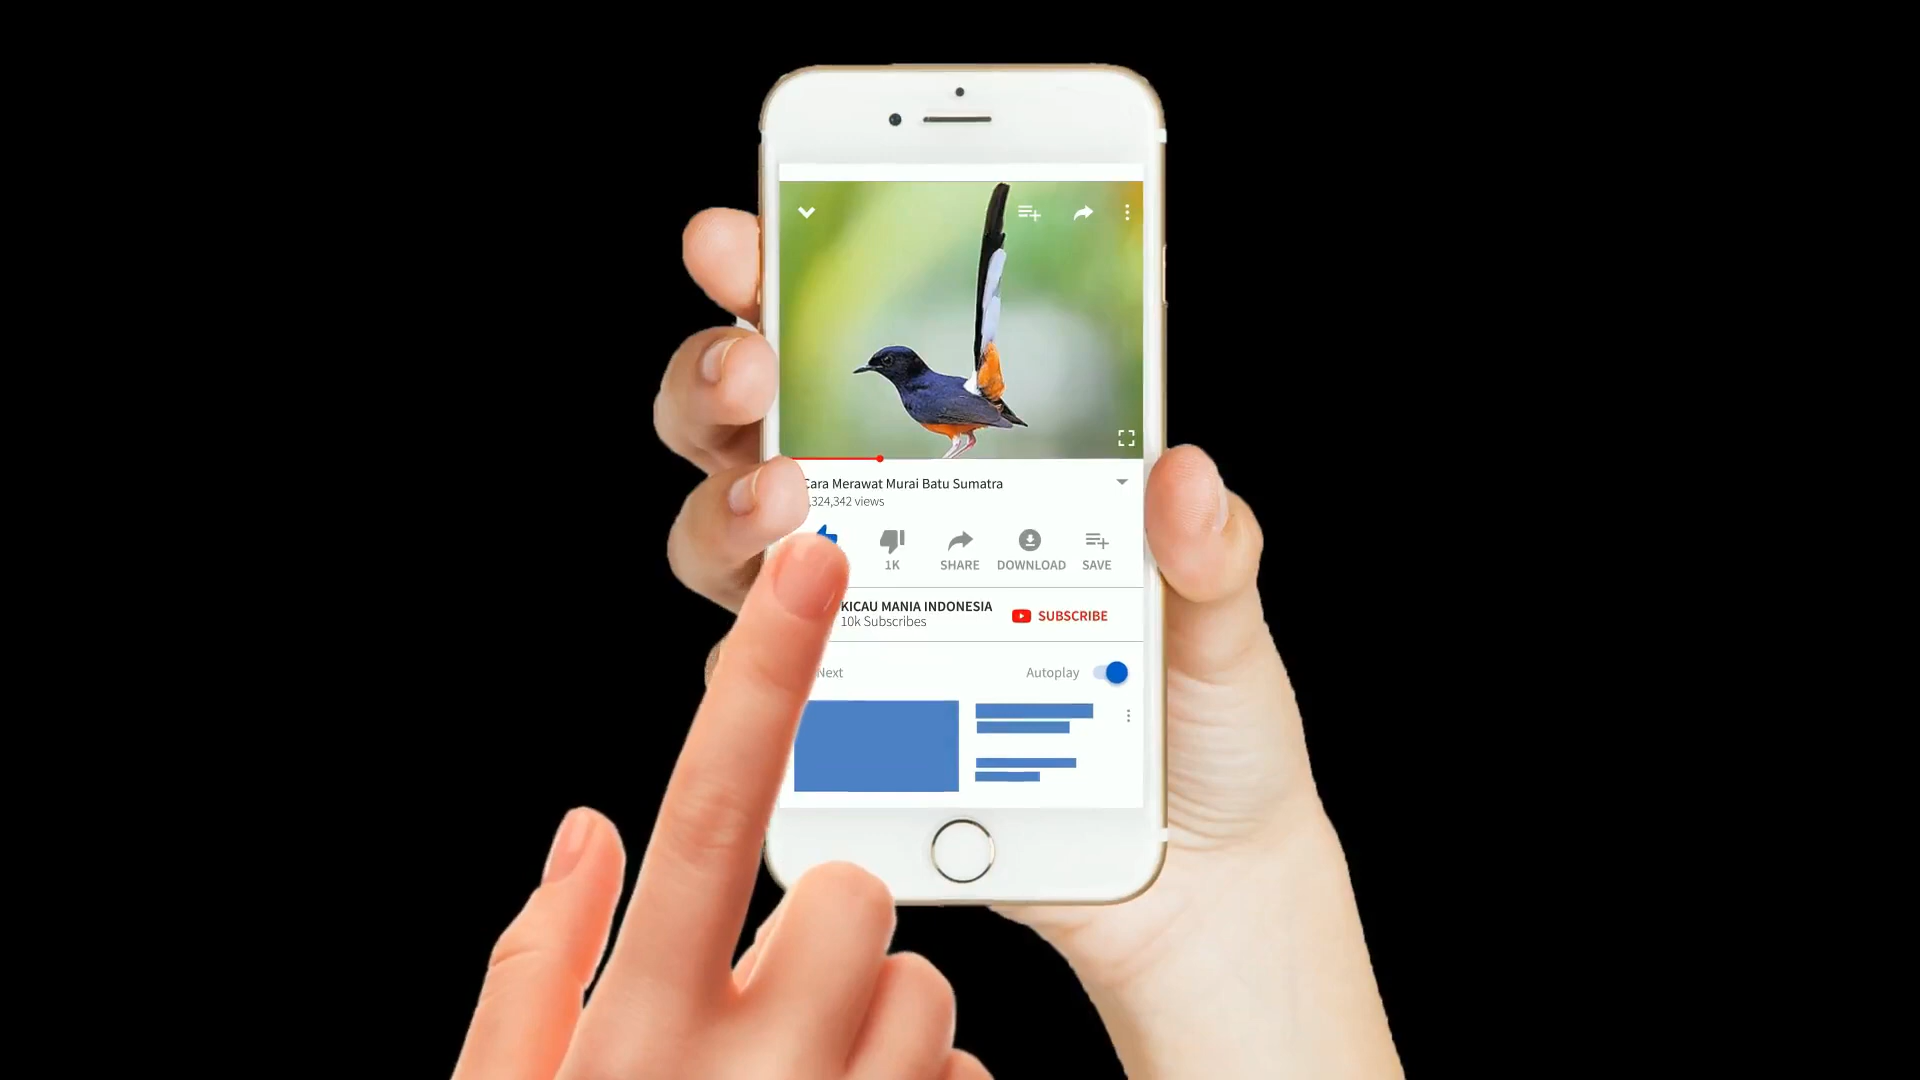 Cara Merawat Murai Batu Sumatra
,324,342 views
1K SHARE DOWNLOAD SAVE
KICAU MANIA INDONESIA
10k Subscribes
SUBSCRIBE
Next Autoplay